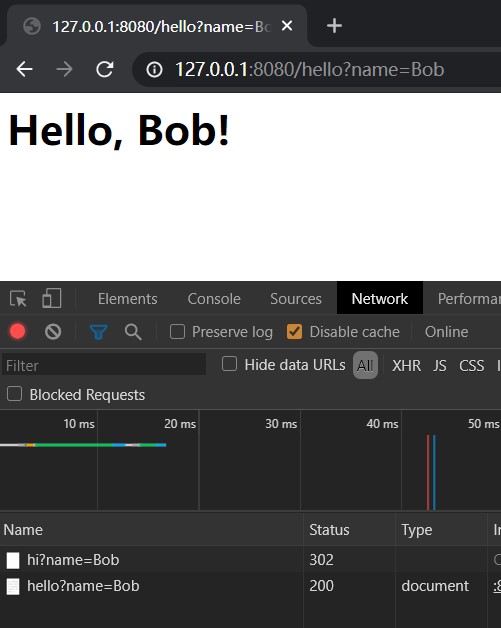 127.0.0.1:8080/hello?name=Bo
127.0.0.1:8080/hello?name=Bob
Hello, Bob!
Elements Console Sources Network Performa
Preserve log Disable cache Online
Filter Hide data URLs All XHR JS CSS
Blocked Requests
10 ms 20 ms 30 ms 40 ms 50 ms
Name Status Type In
hi?name=Bob 302
hello?name=Bob 200 document :8